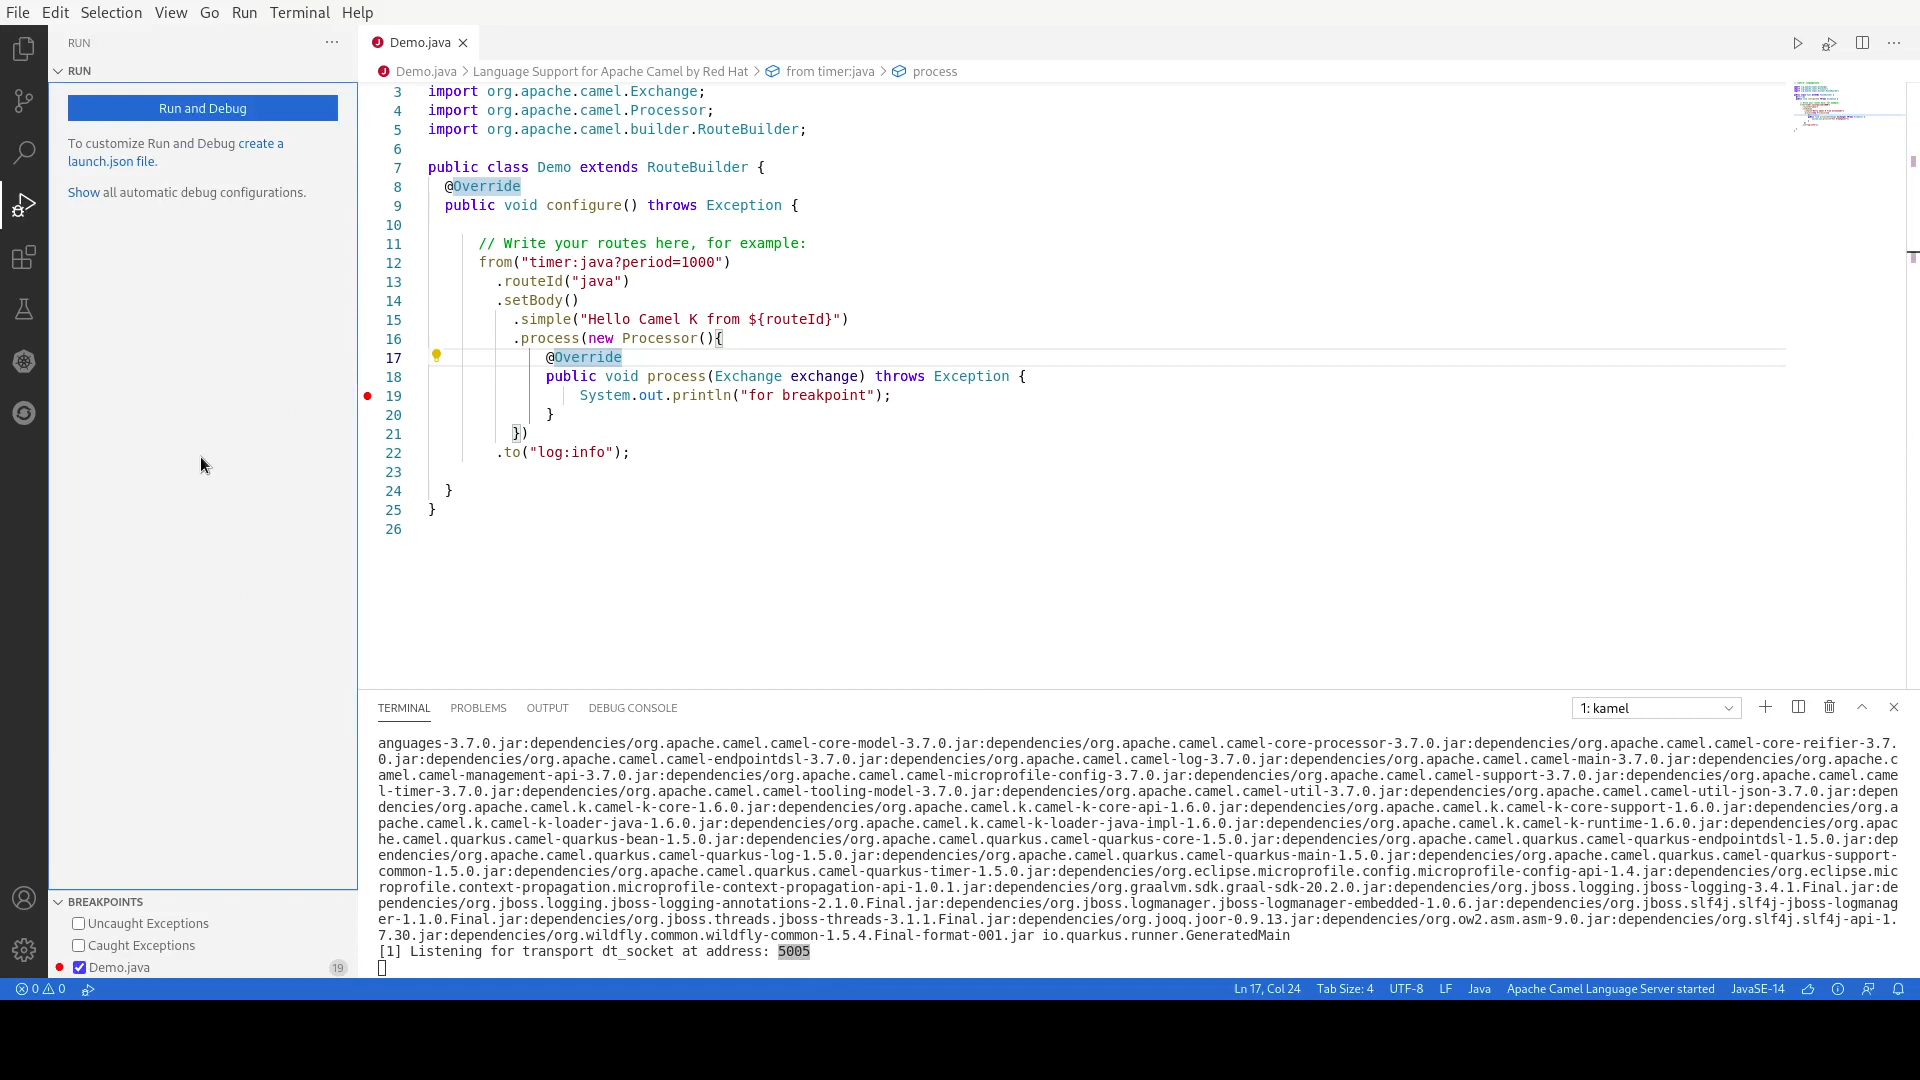 File Edit Selection View Go Run Terminal Help
RUN
Demo.java
RUN
Demo.java > Language Support for Apache Camel by Red Hat > from timer:java > process
Run and Debug
To customize Run and Debug create a
launch.json file.
Show all automatic debug configurations.
3 import org.apache.camel.Exchange;
4 import org.apache.camel.Processor;
5 import org.apache.camel.builder.RouteBuilder;
6
7 public class Demo extends RouteBuilder {
8 @Override
9 public void configure() throws Exception {
10
11 // Write your routes here, for example:
12 from("timer:java?period=1000")
13 .routeId("java")
14 .setBody()
15 .simple("Hello Camel K from ${routeId}")
16 .process(new Processor(){
17 @Override
18 public void process(Exchange exchange) throws Exception {
19 System.out.println("for breakpoint");
20 }
21 })
22 .to("log:info");
23
24 }
25 }
26
TERMINAL PROBLEMS OUTPUT DEBUG CONSOLE
1: kamel
anguages-3.7.0.jar:dependencies/org.apache.camel.camel-core-model-3.7.0.jar:dependencies/org.apache.camel.camel-core-processor-3.7.0.jar:dependencies/org.apache.camel.camel-core-reifier-3.7.
0.jar:dependencies/org.apache.camel.camel-endpointdsl-3.7.0.jar:dependencies/org.apache.camel.camel-log-3.7.0.jar:dependencies/org.apache.camel.camel-main-3.7.0.jar:dependencies/org.apache.c
amel.camel-management-api-3.7.0.jar:dependencies/org.apache.camel.camel-microprofile-config-3.7.0.jar:dependencies/org.apache.camel.camel-support-3.7.0.jar:dependencies/org.apache.camel.came
l-timer-3.7.0.jar:dependencies/org.apache.camel.camel-tooling-model-3.7.0.jar:dependencies/org.apache.camel.camel-util-3.7.0.jar:dependencies/org.apache.camel.camel-util-json-3.7.0.jar:depen
dencies/org.apache.camel.k.camel-k-core-1.6.0.jar:dependencies/org.apache.camel.k.camel-k-core-api-1.6.0.jar:dependencies/org.apache.camel.k.camel-k-core-support-1.6.0.jar:dependencies/org.a
pache.camel.k.camel-k-loader-java-1.6.0.jar:dependencies/org.apache.camel.k.camel-k-loader-java-impl-1.6.0.jar:dependencies/org.apache.camel.k.camel-k-runtime-1.6.0.jar:dependencies/org.apac
he.camel.quarkus.camel-quarkus-bean-1.5.0.jar:dependencies/org.apache.camel.quarkus.camel-quarkus-core-1.5.0.jar:dependencies/org.apache.camel.quarkus.camel-quarkus-endpointdsl-1.5.0.jar:dep
endencies/org.apache.camel.quarkus.camel-quarkus-log-1.5.0.jar:dependencies/org.apache.camel.quarkus.camel-quarkus-main-1.5.0.jar:dependencies/org.apache.camel.quarkus.camel-quarkus-support-
common-1.5.0.jar:dependencies/org.apache.camel.quarkus.camel-quarkus-timer-1.5.0.jar:dependencies/org.eclipse.microprofile.config.microprofile-config-api-1.4.jar:dependencies/org.eclipse.mic
roprofile.context-propagation.microprofile-context-propagation-api-1.0.1.jar:dependencies/org.graalvm.sdk.graal-sdk-20.2.0.jar:dependencies/org.jboss.logging.jboss-logging-3.4.1.Final.jar:de
pendencies/org.jboss.logging.jboss-logging-annotations-2.1.0.Final.jar:dependencies/org.jboss.logmanager.jboss-logmanager-embedded-1.0.6.jar:dependencies/org.jboss.slf4j.slf4j-jboss-logmanag
er-1.1.0.Final.jar:dependencies/org.jboss.threads.jboss-threads-3.1.1.Final.jar:dependencies/org.jooq.joor-0.9.13.jar:dependencies/org.ow2.asm.asm-9.0.jar:dependencies/org.slf4j.slf4j-api-1.
7.30.jar:dependencies/org.wildfly.common.wildfly-common-1.5.4.Final-format-001.jar io.quarkus.runner.GeneratedMain
[1] Listening for transport dt_socket at address: 5005
BREAKPOINTS
Uncaught Exceptions
Caught Exceptions
Demo.java 19
0 0 Ln 17, Col 24 Tab Size: 4 UTF-8 LF Java Apache Camel Language Server started JavaSE-14